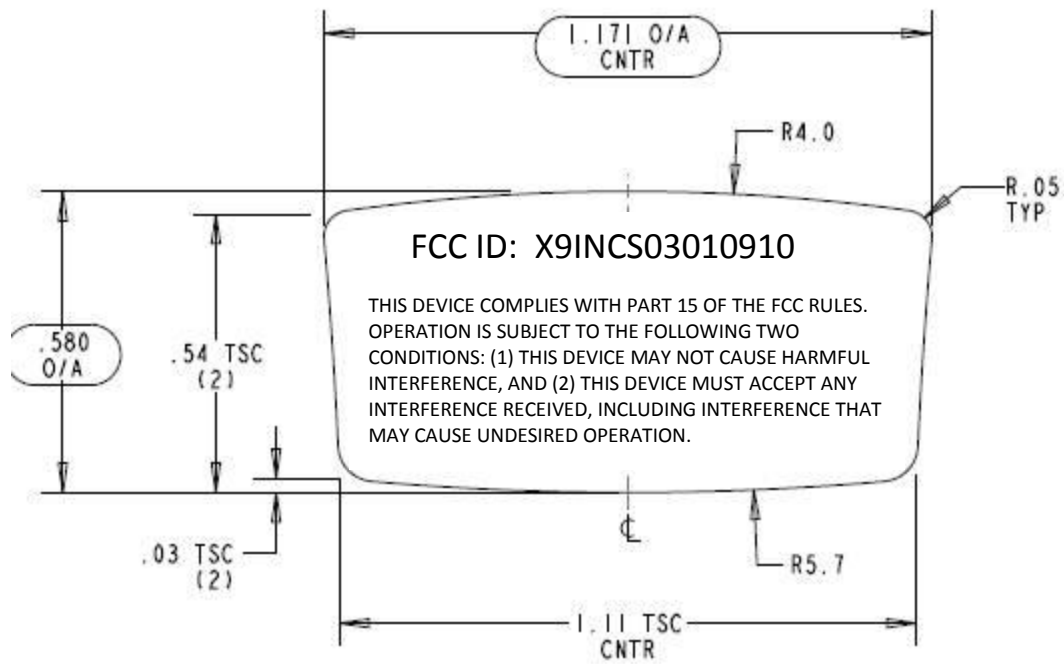 1.171 O/A
CNTR
R4.0
R.05
TYP
FCC ID: X9INCS03010910
THIS DEVICE COMPLIES WITH PART 15 OF THE FCC RULES.
OPERATION IS SUBJECT TO THE FOLLOWING TWO
CONDITIONS: (1) THIS DEVICE MAY NOT CAUSE HARMFUL
INTERFERENCE, AND (2) THIS DEVICE MUST ACCEPT ANY
INTERFERENCE RECEIVED, INCLUDING INTERFERENCE THAT
MAY CAUSE UNDESIRED OPERATION.
.580
O/A
.54 TSC
(2)
.03 TSC
(2)
℄
R5.7
1.11 TSC
CNTR